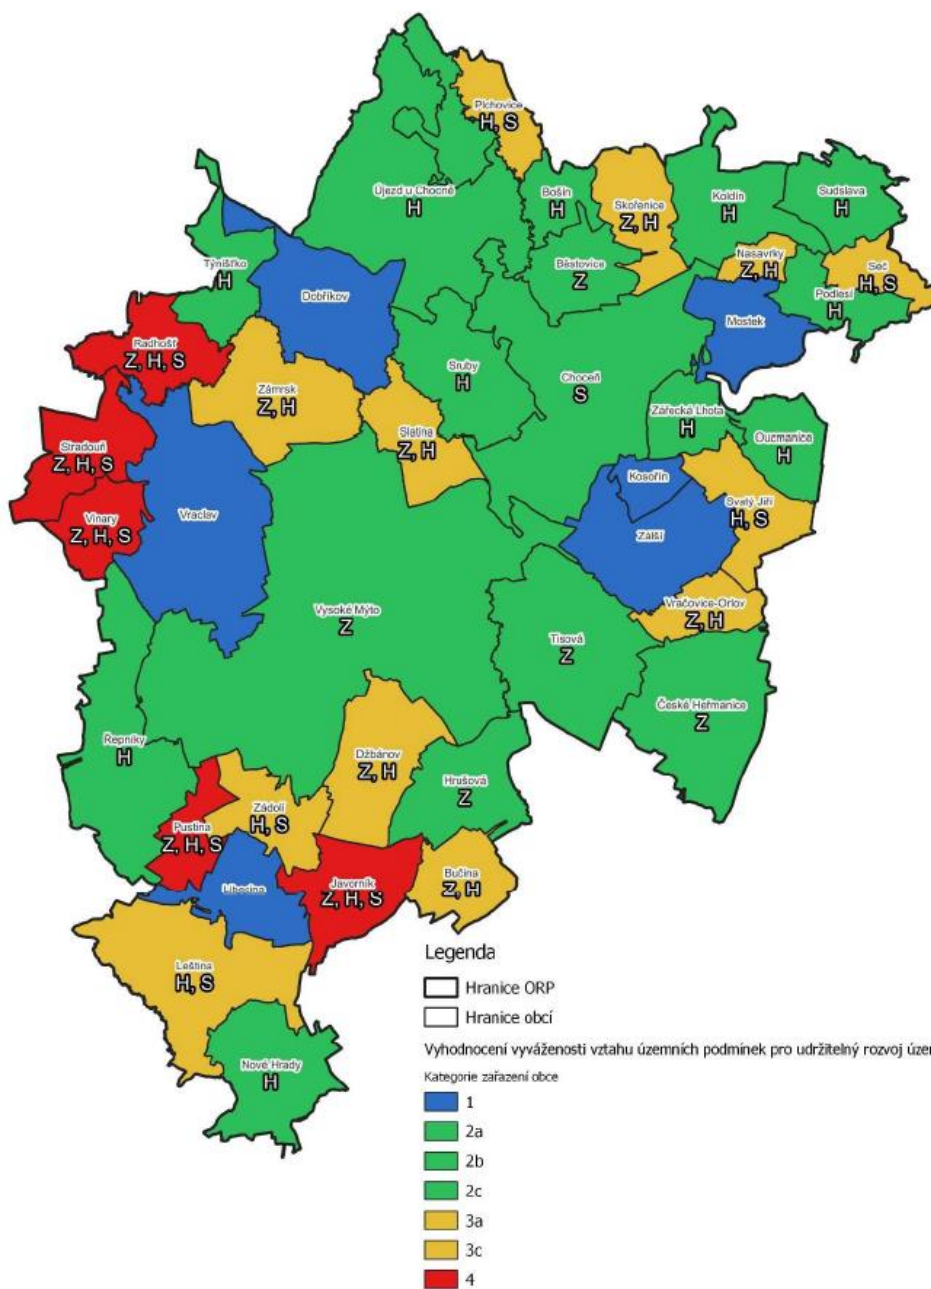 Plchovice
H, S
Újezd u Chocně
H
Bošín
H
Skořenice
Z, H
Koldín
H
Sudslava
H
Týnišťko
H
Dobříkov
Běstovice
Z
Nasavrky
Z, H
Seč
H, S
Podlesí
H
Mostek
Radhošť
Z, H, S
Zámrsk
Z, H
Sruby
H
Choceň
S
Slatina
Z, H
Zářecká Lhota
H
Oucmanice
H
Stradouň
Z, H, S
Vinary
Z, H, S
Vraclav
Kosořín
Svatý Jiří
H, S
Zálší
Vysoké Mýto
Z
Vračovice-Orlov
Z, H
Tisová
Z
České Heřmanice
Z
Řepníky
H
Džbánov
Z, H
Hrušová
Z
Pustina
Z, H, S
Zádolí
H, S
Libecina
Javorník
Z, H, S
Bučina
Z, H
Leština
H, S
Nové Hrady
H
Legenda
Hranice ORP
Hranice obcí
Vyhodnocení vyváženosti vztahu územních podmínek pro udržitelný rozvoj územ
Kategorie zařazení obce
1
2a
2b
2c
3a
3c
4